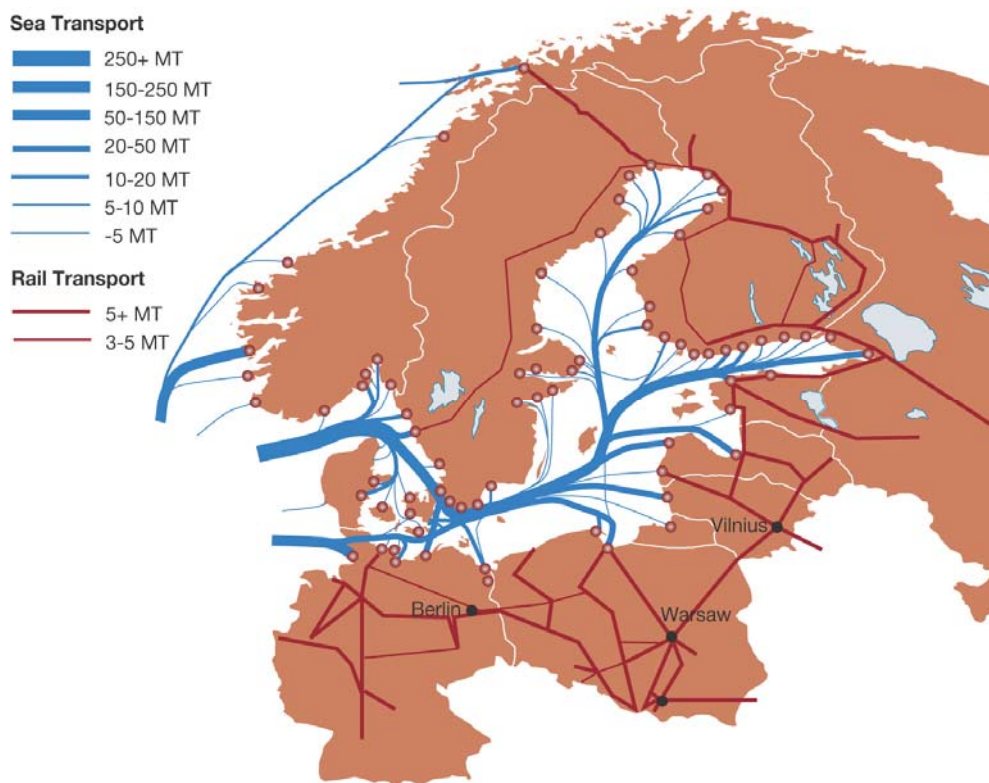 Sea Transport
250+ MT
150-250 MT
50-150 MT
20-50 MT
10-20 MT
5-10 MT
-5 MT
Rail Transport
5+ MT
3-5 MT
Vilnius
Berlin
Warsaw